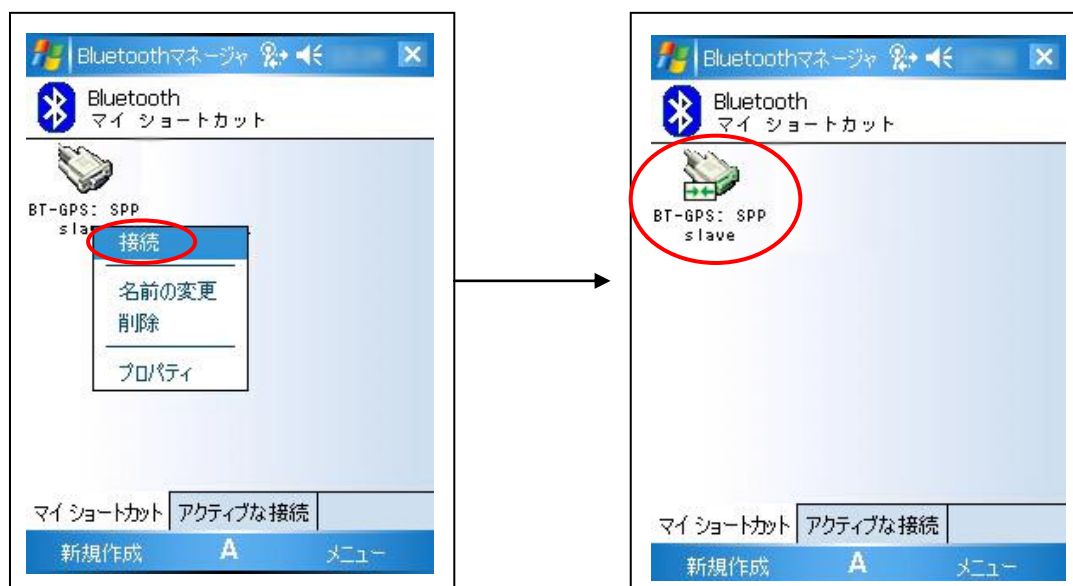 Bluetoothマネージャ
Bluetooth
マイ ショートカット
BT-GPS: SPP
接続
名前の変更
削除
プロパティ
マイ ショートカット アクティブな接続
新規作成 A メニュー
Bluetoothマネージャ
Bluetooth
マイ ショートカット
BT-GPS: SPP
slave
マイ ショートカット アクティブな接続
新規作成 A メニュー